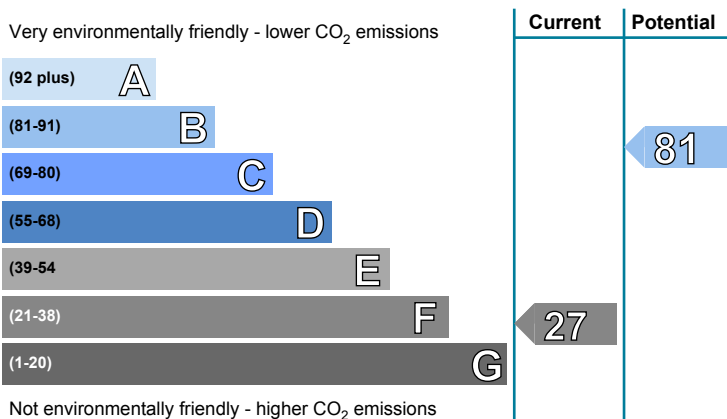 Current Potential
Very environmentally friendly - lower CO2 emissions
(92 plus) A
(81-91) B
81
(69-80) C
(55-68) D
(39-54 E
(21-38) F
27
(1-20) G
Not environmentally friendly - higher CO2 emissions